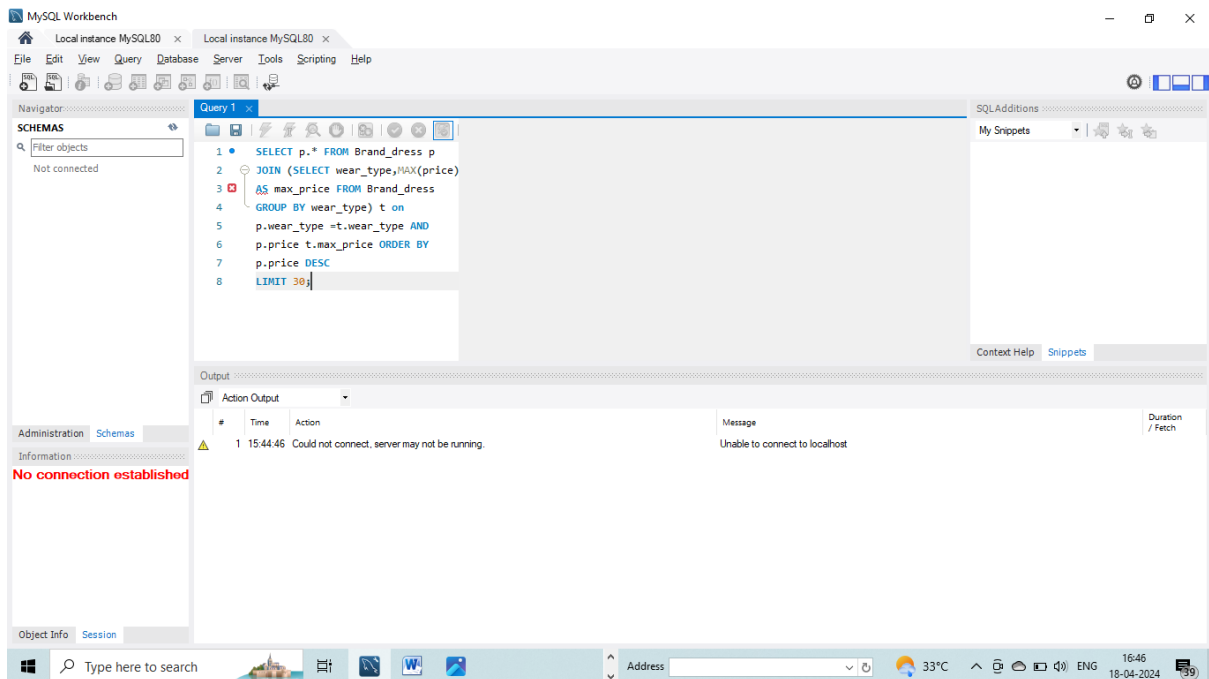 MySQL Workbench
Local instance MySQL80 × Local instance MySQL80 ×
File Edit View Query Database Server Tools Scripting Help
Navigator
SCHEMAS
Filter objects
Not connected
Administration Schemas
Information
No connection established
Object Info Session
Query 1 ×
1 SELECT p.* FROM Brand_dress p
2 JOIN (SELECT wear_type,MAX(price)
3 AS max_price FROM Brand_dress
4 GROUP BY wear_type) t on
5 p.wear_type =t.wear_type AND
6 p.price t.max_price ORDER BY
7 p.price DESC
8 LIMIT 30;
SQLAdditions
My Snippets
Context Help Snippets
Output
Action Output
# Time Action Message Duration / Fetch
1 15:44:46 Could not connect, server may not be running. Unable to connect to localhost
Type here to search
W
Address
33°C
ENG
16:46
18-04-2024
39